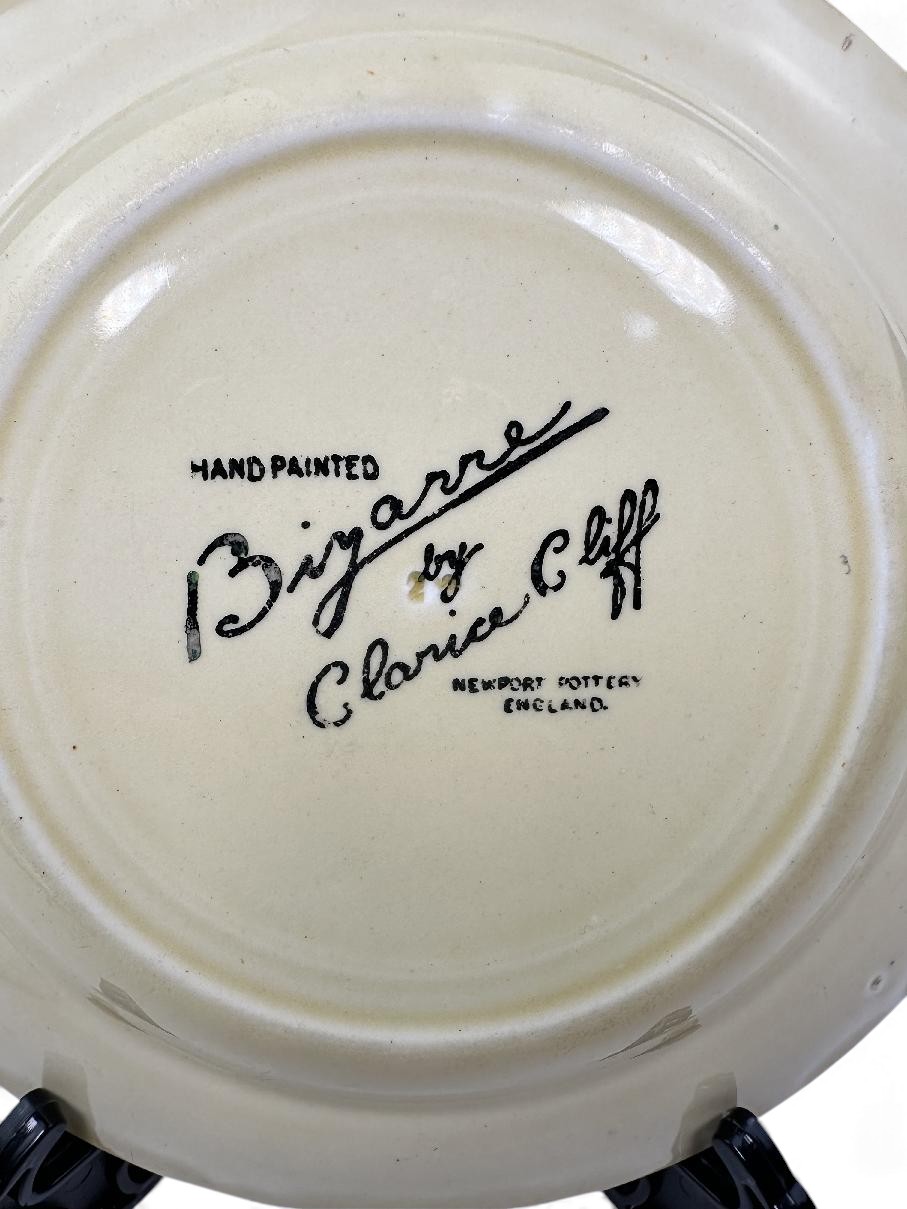 HAND PAINTED
Bizarre
by
Clarice Cliff
NEWPORT POTTERY
ENGLAND.